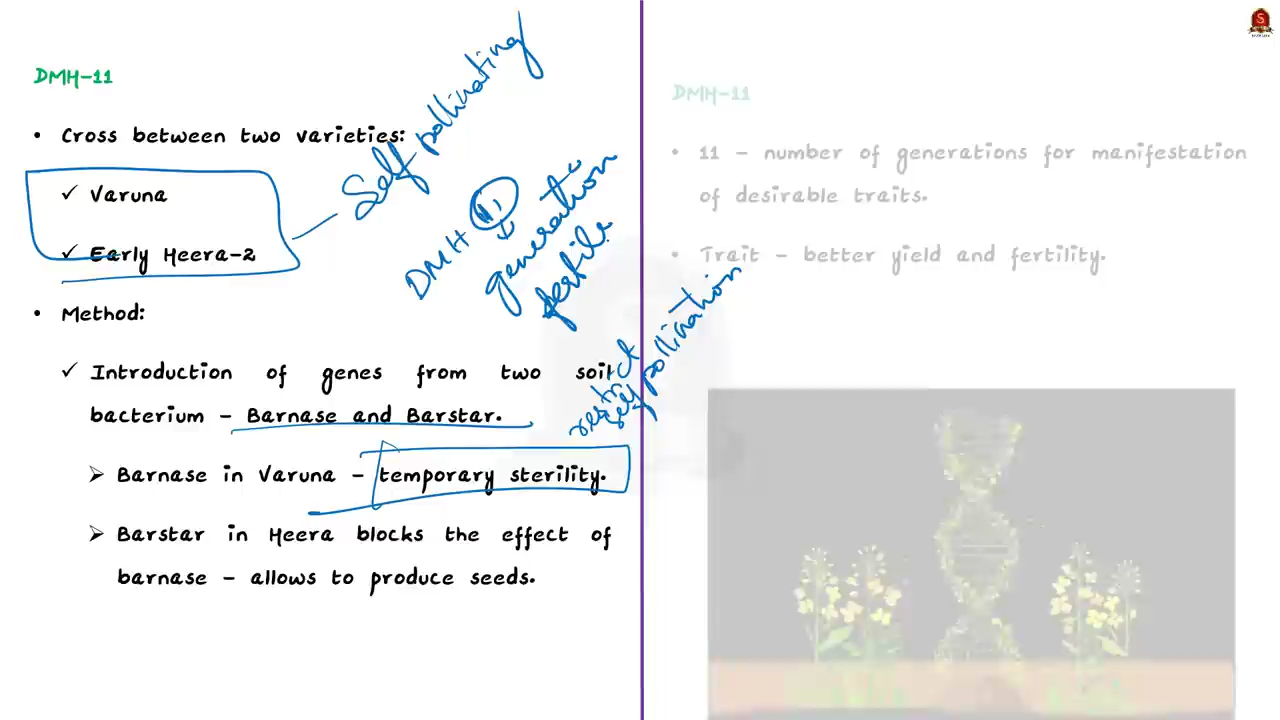 DMH-11
• Cross between two varieties:
✓ Varuna
✓ Early Heera-2
• Method:
✓ Introduction of genes from two soil
bacterium - Barnase and Barstar.
➢ Barnase in Varuna - temporary sterility.
➢ Barstar in Heera blocks the effect of
barnase - allows to produce seeds.
Self pollinating
DMH 11
generation
fertile
restrict
self pollination
DMH-11
• 11 - number of generations for manifestation
of desirable traits.
• Trait - better yield and fertility.